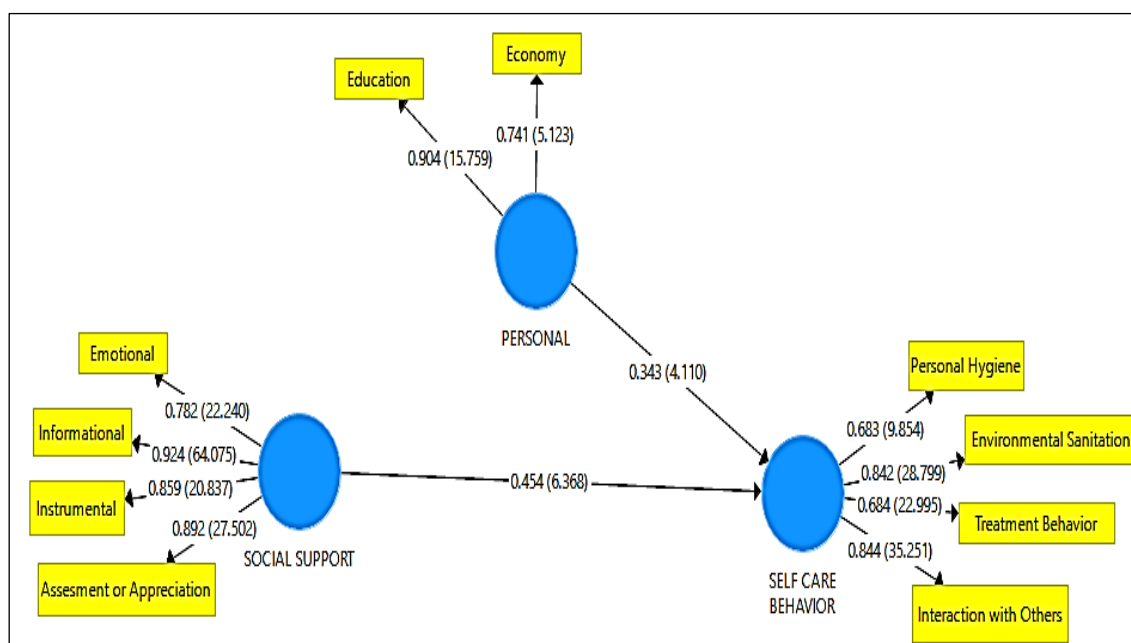 Economy
Education
0.741 (5.123)
0.904 (15.759)
PERSONAL
Emotional
0.782 (22.240)
Informational
0.924 (64.075)
Instrumental
0.859 (20.837)
0.892 (27.502)
Assesment or Appreciation
SOCIAL SUPPORT
0.343 (4.110)
0.454 (6.368)
Personal Hygiene
0.683 (9.854)
Environmental Sanitation
0.842 (28.799)
0.684 (22.995)
Treatment Behavior
0.844 (35.251)
SELF CARE
BEHAVIOR
Interaction with Others